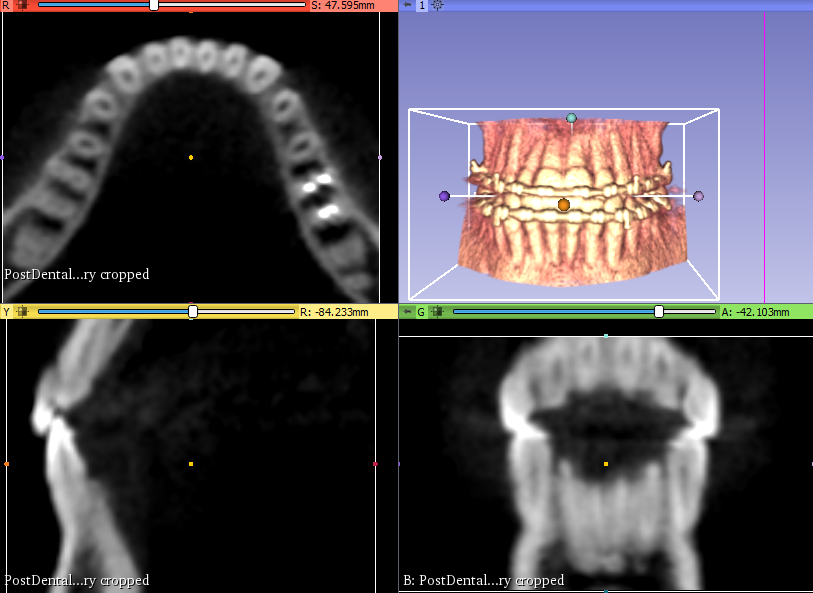 R S: 47.595mm
1
PostDental...ry cropped
Y R: -84.233mm
G A: -42.103mm
PostDental...ry cropped
B: PostDental...ry cropped